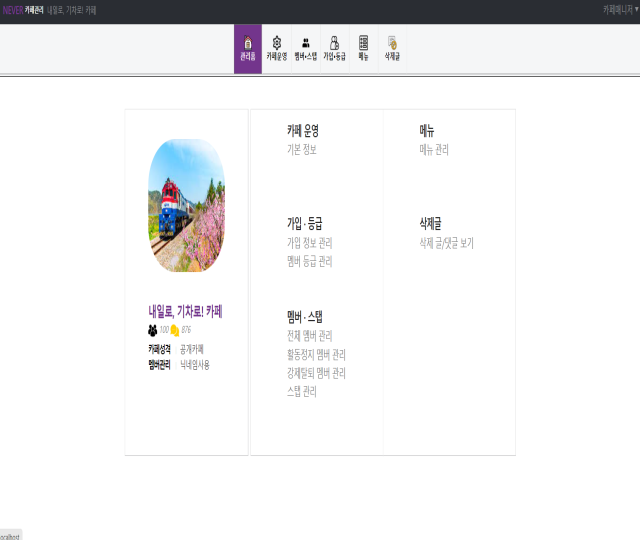 NEVER 카페관리 내일로, 기차로! 카페
카페매니저 ▼
관리홈 카페운영 멤버•스탭 가입•등급 메뉴 삭제글
내일로, 기차로! 카페
100 876
카페성격 공개카페
멤버관리 닉네임사용
카페 운영
기본 정보
가입 · 등급
가입 정보 관리
멤버 등급 관리
멤버 · 스탭
전체 멤버 관리
활동정지 멤버 관리
강제탈퇴 멤버 관리
스탭 관리
메뉴
메뉴 관리
삭제글
삭제 글/댓글 보기